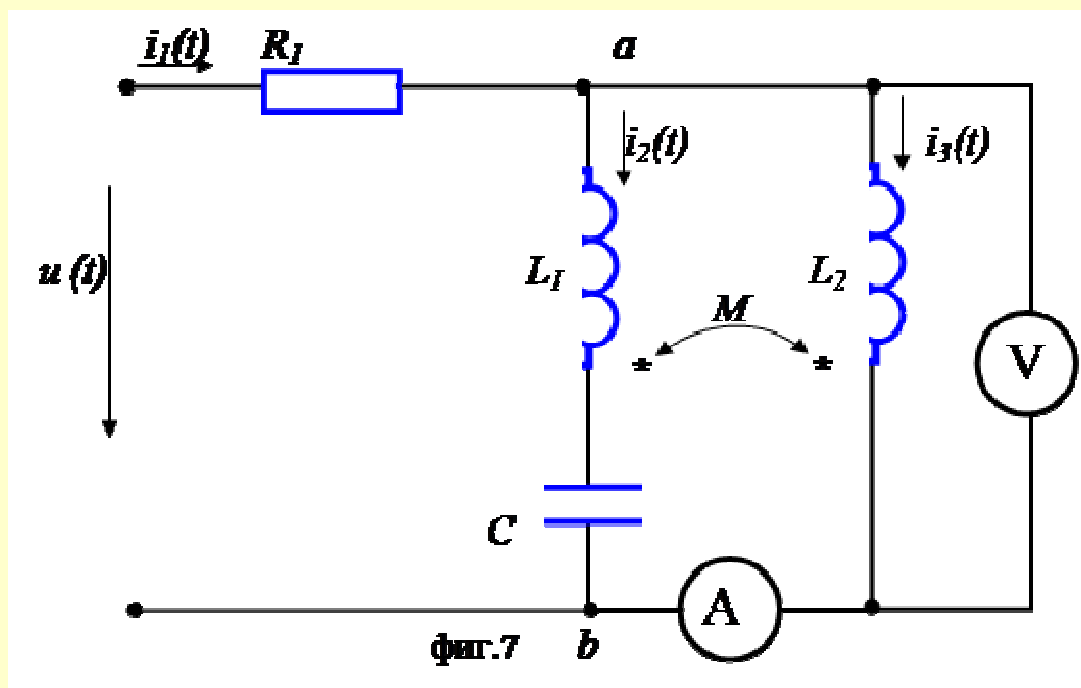 i₁(t)
R₁
a
i₂(t)
i₃(t)
u (t)
L₁
M
L₂
* *
V
C
A
фиг.7
b